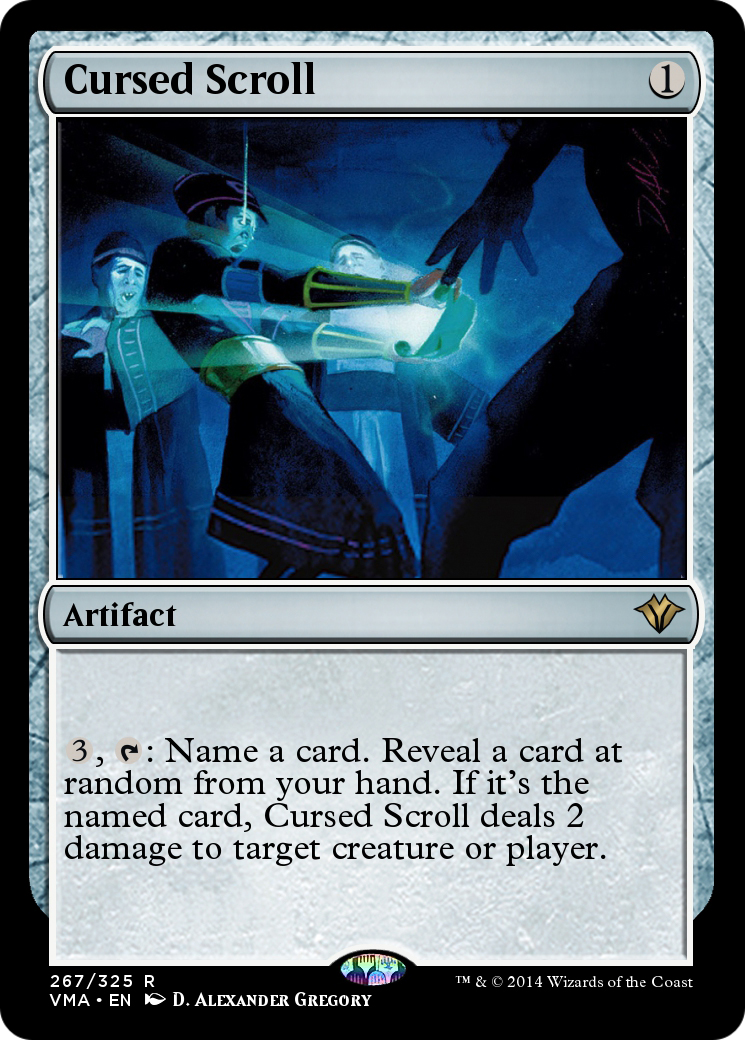 Cursed Scroll 1
Artifact
3, : Name a card. Reveal a card at
random from your hand. If it's the
named card, Cursed Scroll deals 2
damage to target creature or player.
267/325 R
VMA • EN D. Alexander Gregory
™ & © 2014 Wizards of the Coast